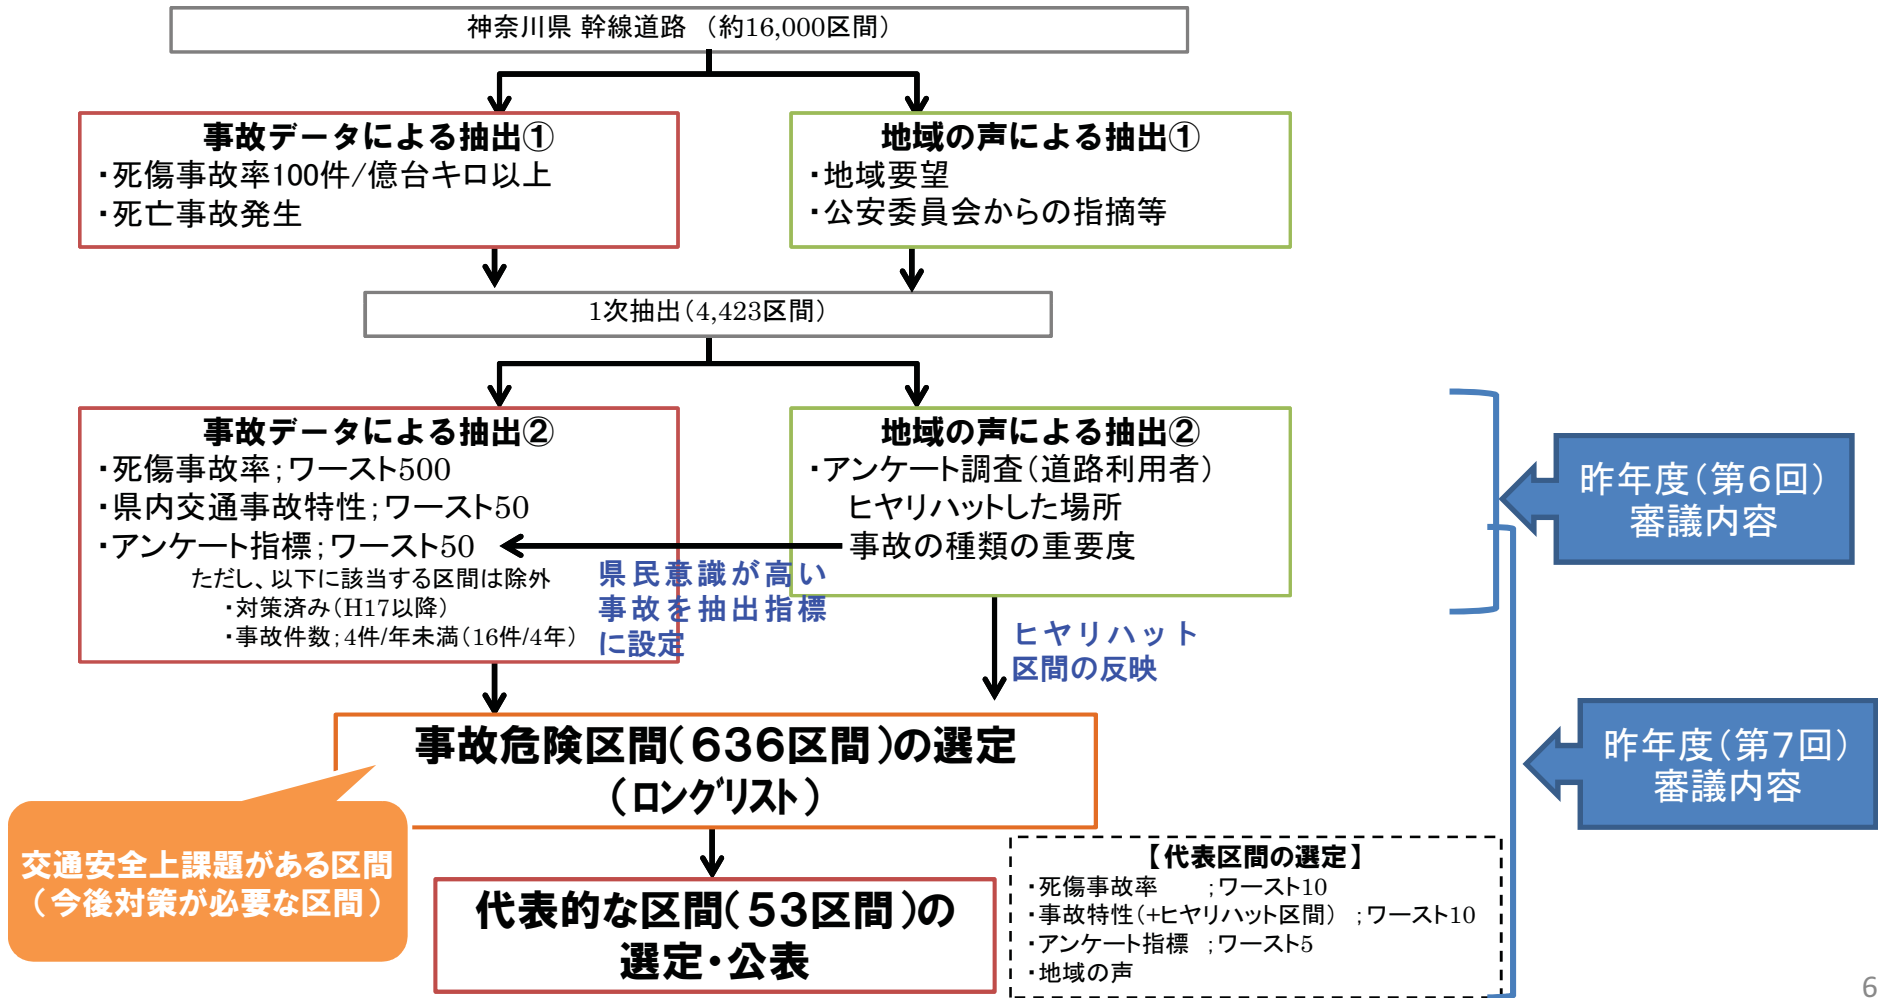 神奈川県 幹線道路 （約16,000区間）
事故データによる抽出①
・死傷事故率100件/億台キロ以上
・死亡事故発生
地域の声による抽出①
・地域要望
・公安委員会からの指摘等
1次抽出（4,423区間）
事故データによる抽出②
・死傷事故率；ワースト500
・県内交通事故特性；ワースト50
・アンケート指標；ワースト50
ただし、以下に該当する区間は除外
・対策済み（H17以降）
・事故件数；4件/年未満（16件/4年）
地域の声による抽出②
・アンケート調査（道路利用者）
ヒヤリハットした場所
事故の種類の重要度
県民意識が高い
事故を抽出指標
に設定
ヒヤリハット
区間の反映
昨年度（第６回）
審議内容
昨年度（第７回）
審議内容
事故危険区間（６３６区間）の選定
（ロングリスト）
交通安全上課題がある区間
（今後対策が必要な区間）
代表的な区間（５３区間）の
選定・公表
【代表区間の選定】
・死傷事故率　　；ワースト10
・事故特性（+ヒヤリハット区間）　；ワースト10
・アンケート指標　；ワースト5
・地域の声
6